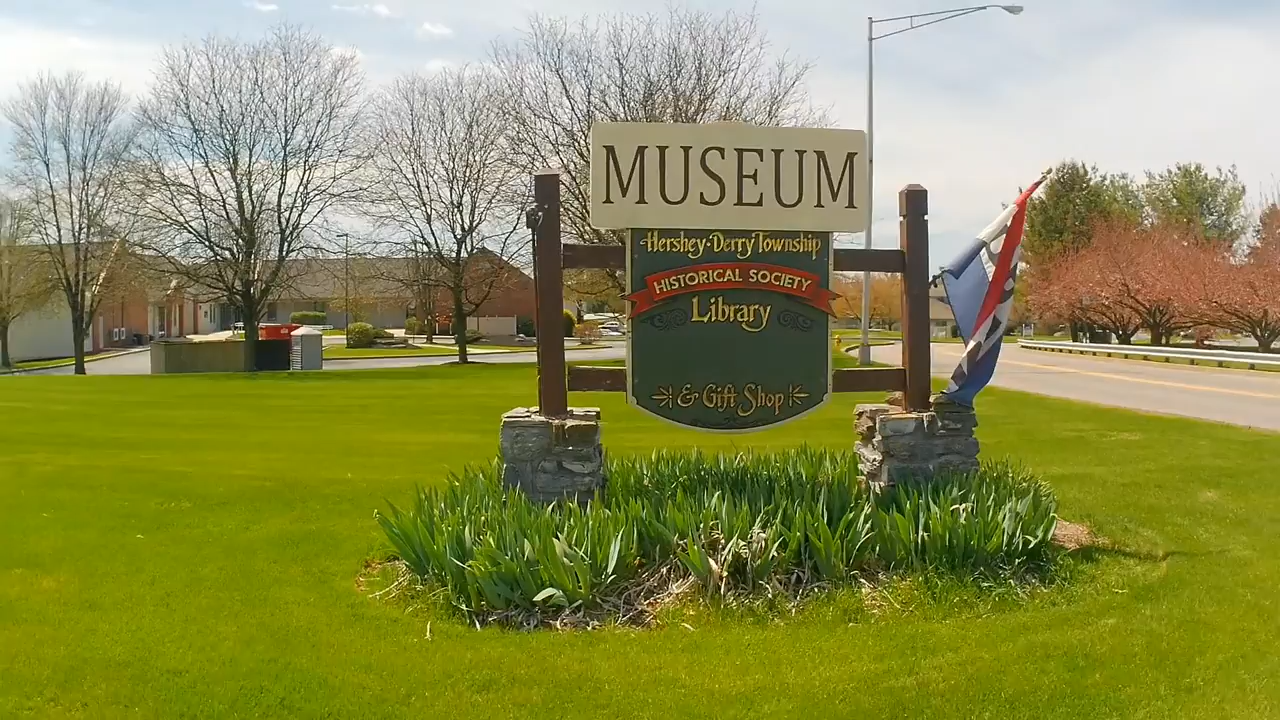 MUSEUM
Hershey-Derry Township
HISTORICAL SOCIETY
Library
& Gift Shop